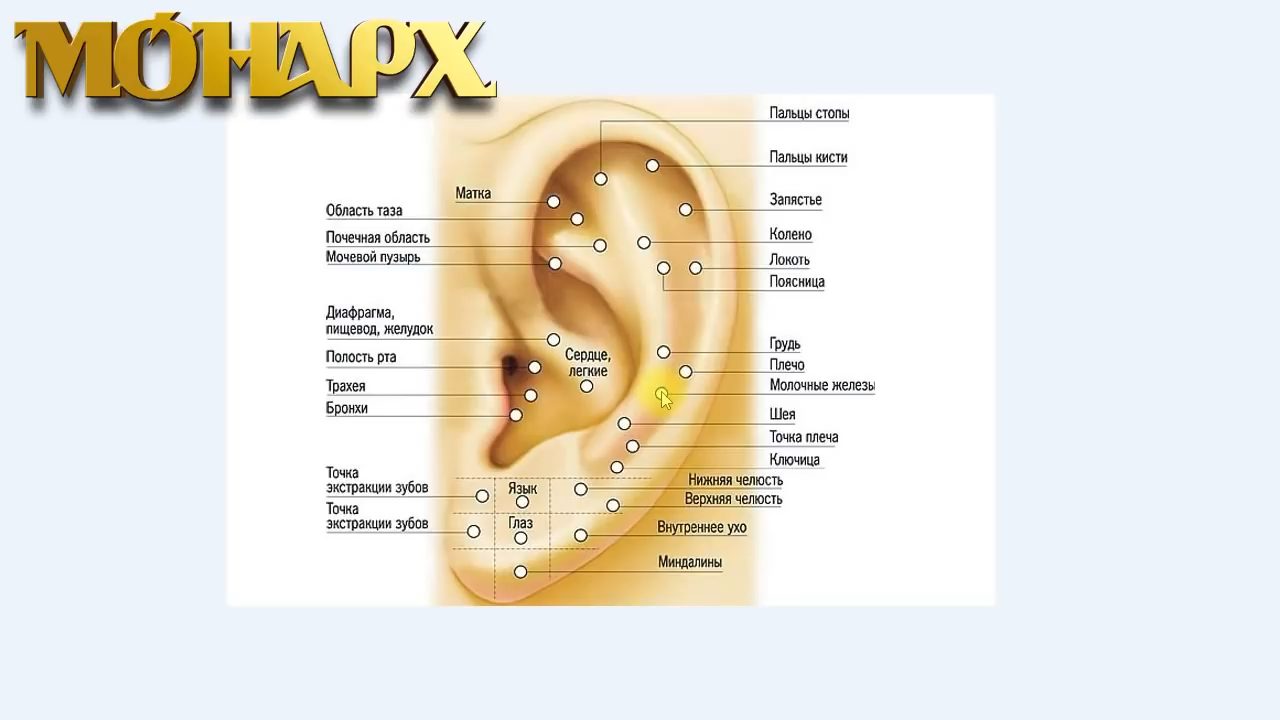 МОНАРХ
Пальцы стопы
Пальцы кисти
Матка
Запястье
Область таза
Почечная область
Колено
Мочевой пузырь
Локоть
Поясница
Диафрагма,
пищевод, желудок
Грудь
Полость рта
Сердце,
легкие
Плечо
Трахея
Молочные железы
Бронхи
Шея
Точка плеча
Ключица
Точка
экстракции зубов
Язык
Нижняя челюсть
Верхняя челюсть
Точка
экстракции зубов
Глаз
Внутреннее ухо
Миндалины